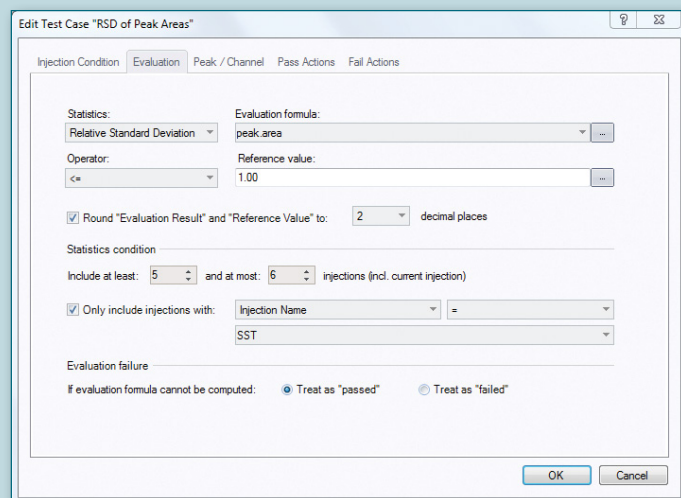 Edit Test Case "RSD of Peak Areas"
?
Injection Condition Evaluation Peak / Channel Pass Actions Fail Actions
Statistics: Evaluation formula:
Relative Standard Deviation peak.area ...
Operator: Reference value:
<= 1.00 ...
Round "Evaluation Result" and "Reference Value" to: 2 decimal places
Statistics condition
Include at least: 5 and at most: 6 injections (incl. current injection)
Only include injections with: Injection Name =
SST
Evaluation failure
If evaluation formula cannot be computed: Treat as "passed" Treat as "failed"
OK Cancel